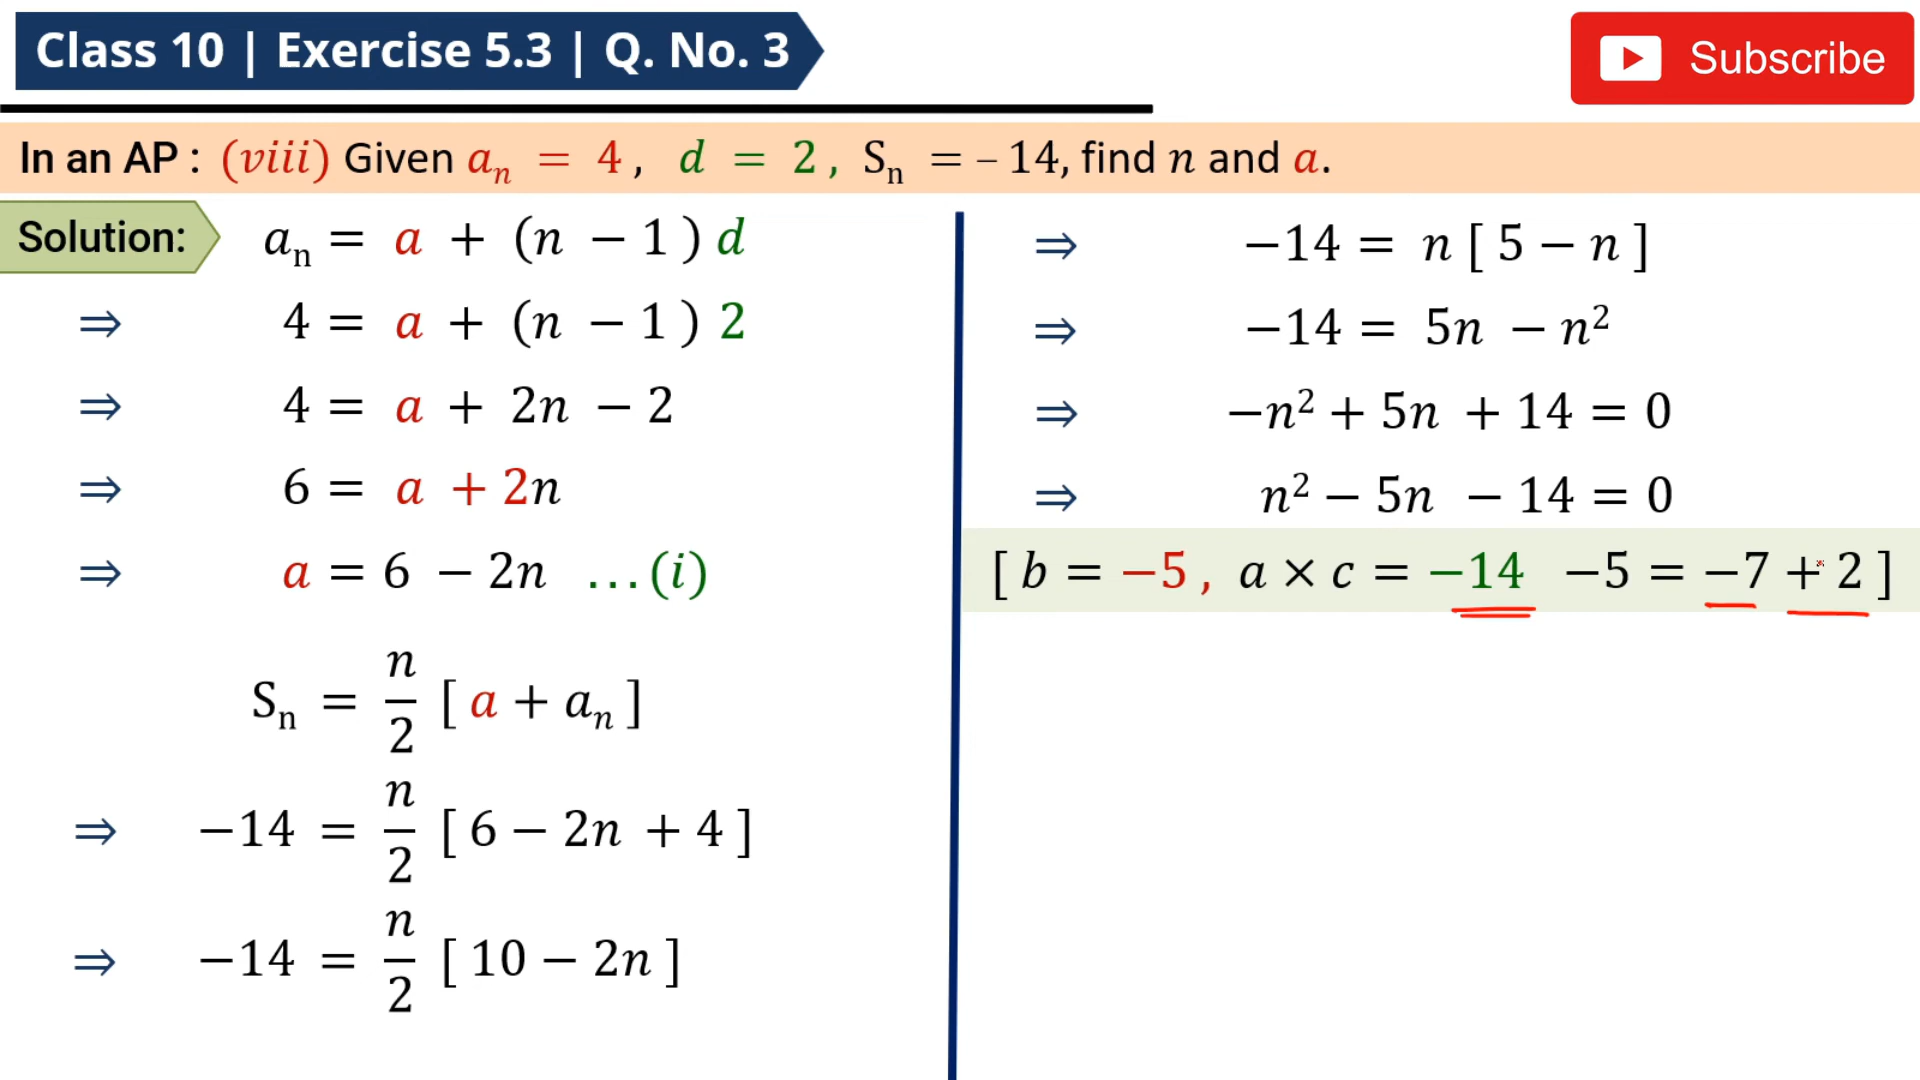 Class 10 | Exercise 5.3 | Q. No. 3
Subscribe
In an AP : (viii) Given aₙ = 4 , d = 2 , Sₙ = – 14, find n and a.
Solution: aₙ = a + (n − 1 ) d
⇒ 4 = a + (n − 1 ) 2
⇒ 4 = a + 2n − 2
⇒ 6 = a + 2n
⇒ a = 6 − 2n ...(i)
Sₙ = n/2 [ a + aₙ ]
⇒ −14 = n/2 [ 6 − 2n + 4 ]
⇒ −14 = n/2 [ 10 − 2n ]
⇒ −14 = n [ 5 − n ]
⇒ −14 = 5n − n²
⇒ −n² + 5n + 14 = 0
⇒ n² − 5n − 14 = 0
[ b = −5 , a × c = −14 −5 = −7 + 2 ]